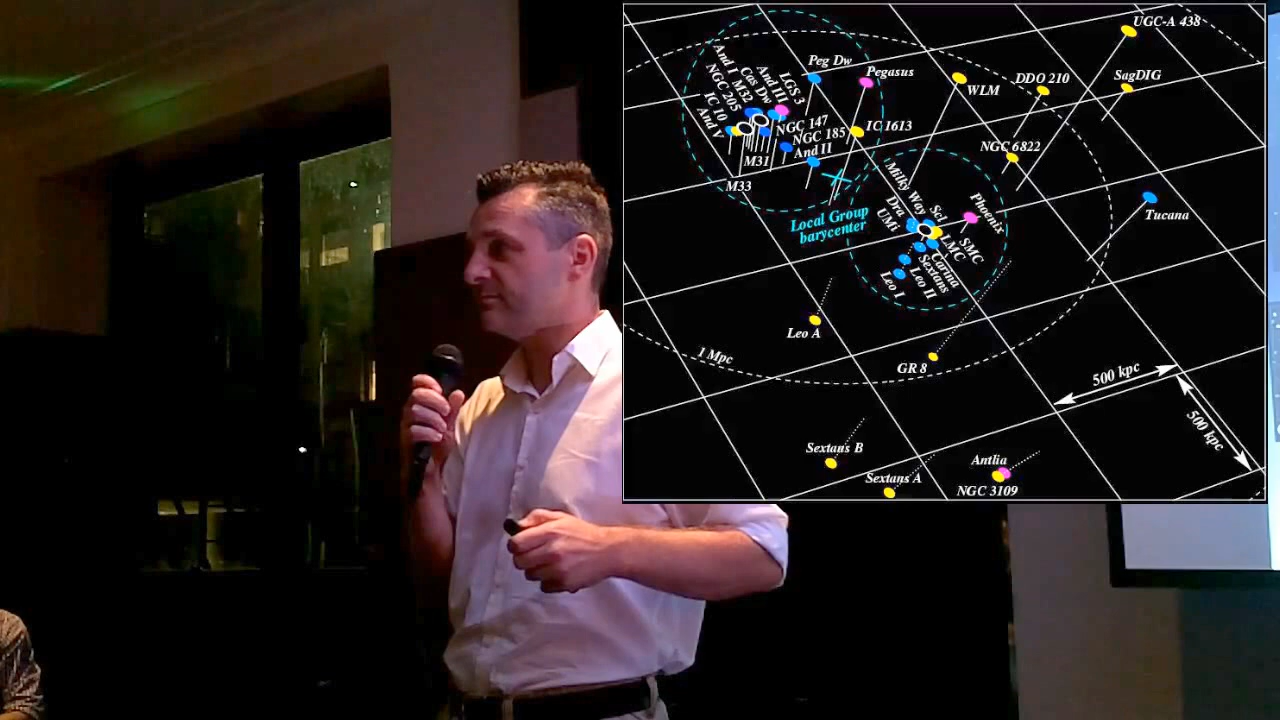 UGC-A 438
Peg Dw
Pegasus
WLM
DDO 210
SagDIG
And I
M32
Cas Dw
And III
LGS 3
NGC 205
IC 10
And V
NGC 147
NGC 185
And II
M31
M33
IC 1613
NGC 6822
Local Group
barycenter
Milky Way
Dra
UMi
Scl
Phoenix
SMC
LMC
Carina
Sextans
Leo II
Leo I
Tucana
Leo A
1 Mpc
GR 8
500 kpc
500 kpc
Sextans B
Sextans A
Antlia
NGC 3109